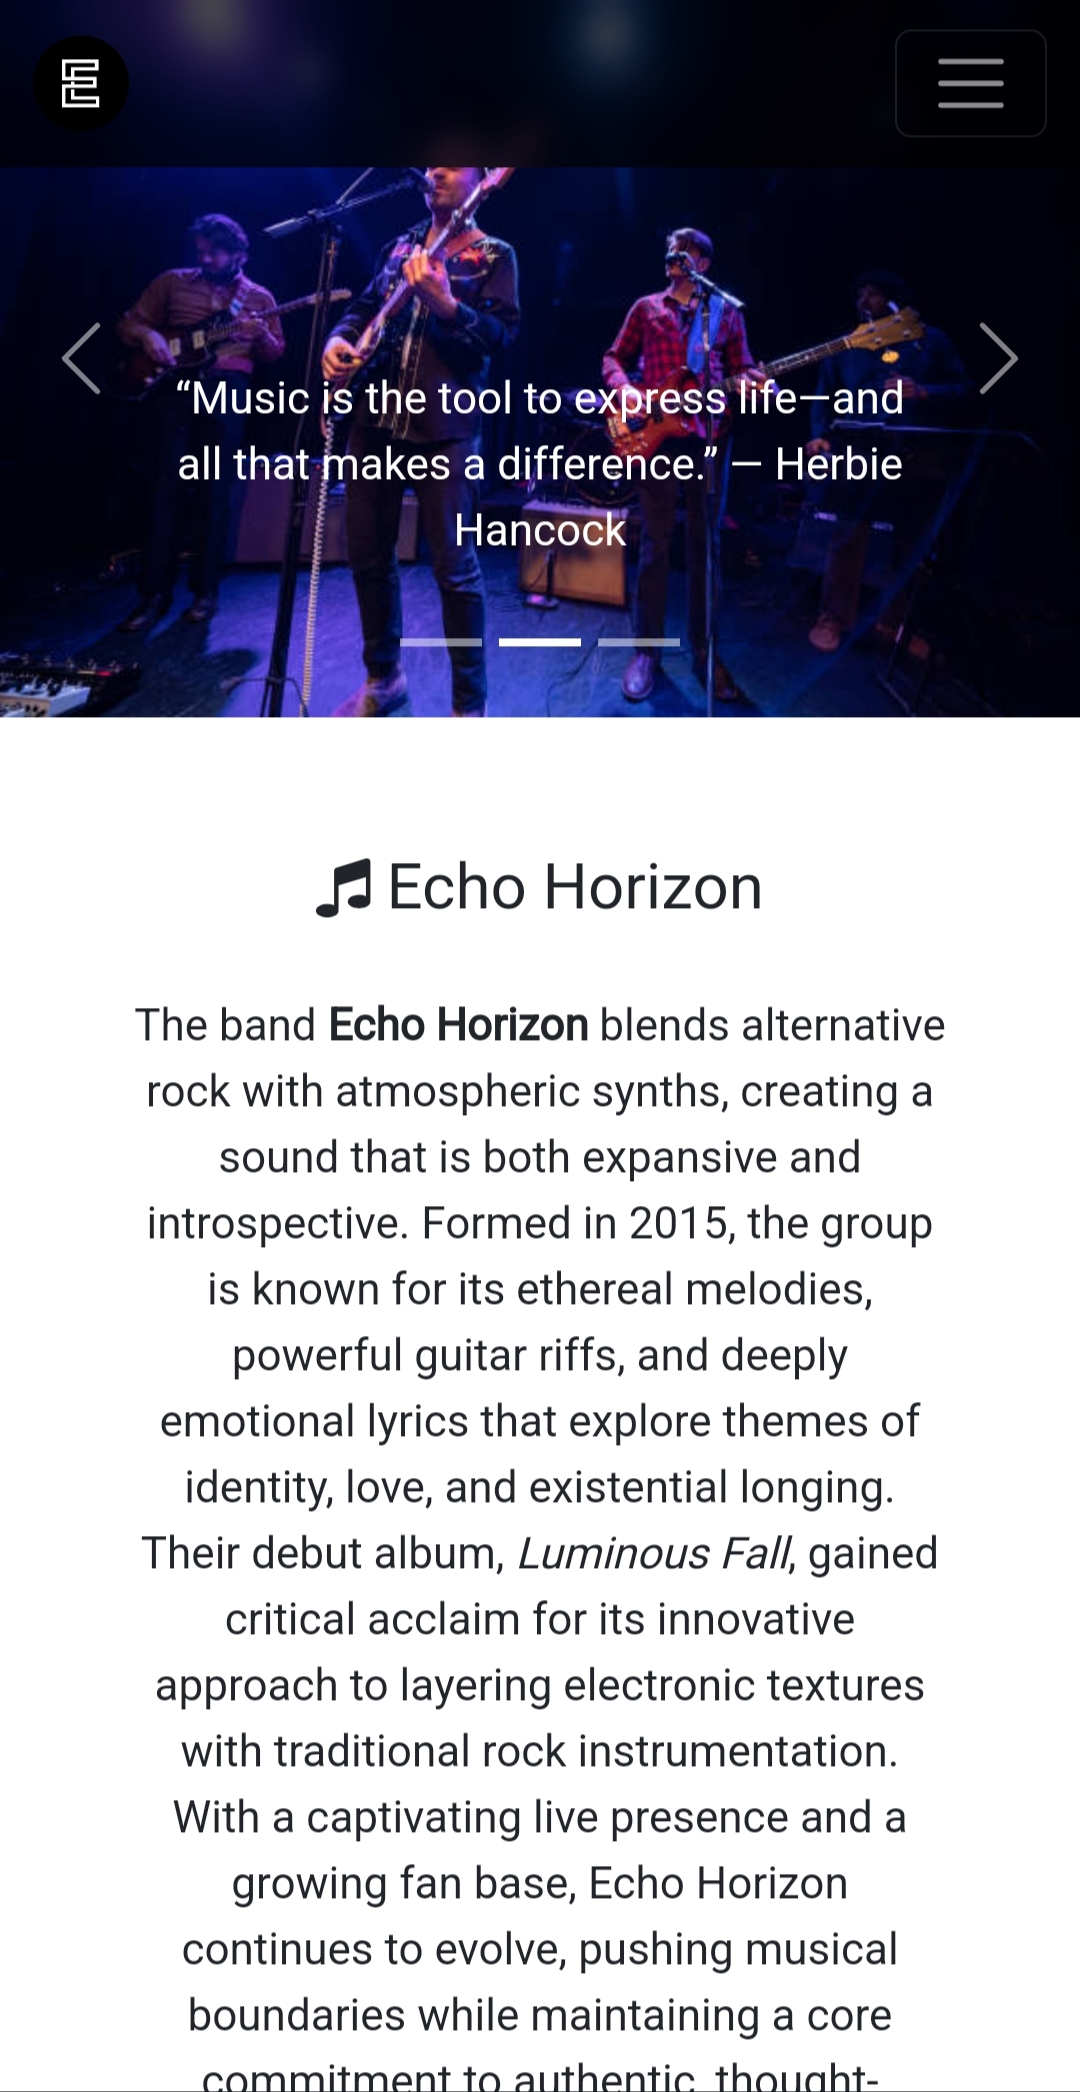 E
“Music is the tool to express life—and
all that makes a difference.” — Herbie
Hancock
Echo Horizon
The band Echo Horizon blends alternative
rock with atmospheric synths, creating a
sound that is both expansive and
introspective. Formed in 2015, the group
is known for its ethereal melodies,
powerful guitar riffs, and deeply
emotional lyrics that explore themes of
identity, love, and existential longing.
Their debut album, Luminous Fall, gained
critical acclaim for its innovative
approach to layering electronic textures
with traditional rock instrumentation.
With a captivating live presence and a
growing fan base, Echo Horizon
continues to evolve, pushing musical
boundaries while maintaining a core
commitment to authentic, thought-